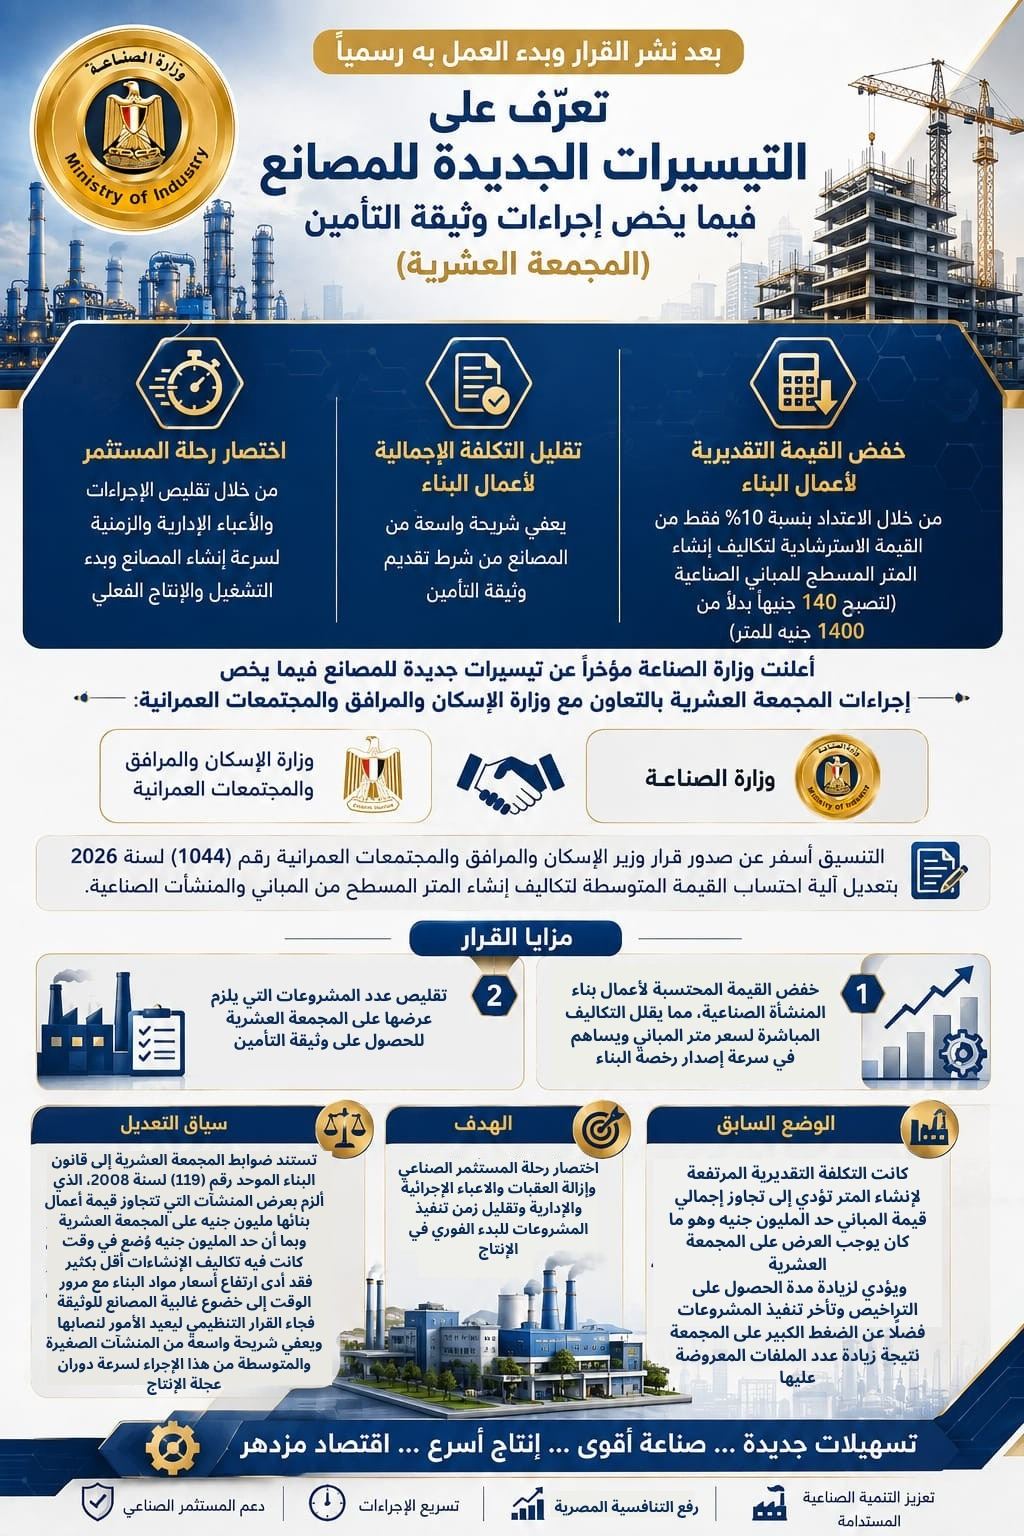 وزارة الصناعة
Ministry of Industry
بعد نشر القرار وبدء العمل به رسمياً
تعرّف على
التيسيرات الجديدة للمصانع
فيما يخص إجراءات وثيقة التأمين
(المجمعة العشرية)
خفض القيمة التقديرية
لأعمال البناء
من خلال الاعتداد بنسبة 10% فقط من
القيمة الاسترشادية لتكاليف إنشاء
المتر المسطح للمباني الصناعية
(لتصبح 140 جنيهاً بدلاً من
1400 جنيه للمتر)
تقليل التكلفة الإجمالية
لأعمال البناء
يعفي شريحة واسعة من
المصانع من شرط تقديم
وثيقة التأمين
اختصار رحلة المستثمر
من خلال تقليص الإجراءات
والأعباء الإدارية والزمنية
لسرعة إنشاء المصانع وبدء
التشغيل والإنتاج الفعلي
أعلنت وزارة الصناعة مؤخراً عن تيسيرات جديدة للمصانع فيما يخص
إجراءات المجمعة العشرية بالتعاون مع وزارة الإسكان والمرافق والمجتمعات العمرانية:
وزارة الصناعة
Ministry of Industry
وزارة الصناعة
وزارة الإسكان والمرافق
والمجتمعات العمرانية
التنسيق أسفر عن صدور قرار وزير الإسكان والمرافق والمجتمعات العمرانية رقم (1044) لسنة 2026
بتعديل آلية احتساب القيمة المتوسطة لتكاليف إنشاء المتر المسطح من المباني والمنشآت الصناعية.
مزايا القرار
1
خفض القيمة المحتسبة لأعمال بناء
المنشأة الصناعية، مما يقلل التكاليف
المباشرة لسعر متر المباني ويساهم
في سرعة إصدار رخصة البناء
2
تقليص عدد المشروعات التي يلزم
عرضها على المجمعة العشرية
للحصول على وثيقة التأمين
الوضع السابق
كانت التكلفة التقديرية المرتفعة
لإنشاء المتر تؤدي إلى تجاوز إجمالي
قيمة المباني حد المليون جنيه وهو ما
كان يوجب العرض على المجمعة
العشرية
ويؤدي لزيادة مدة الحصول على
التراخيص وتأخر تنفيذ المشروعات
فضلًا عن الضغط الكبير على المجمعة
نتيجة زيادة عدد الملفات المعروضة
عليها
الهدف
اختصار رحلة المستثمر الصناعي
وإزالة العقبات والاعباء الإجرائية
والإدارية وتقليل زمن تنفيذ
المشروعات للبدء الفوري في
الإنتاج
سياق التعديل
تستند ضوابط المجمعة العشرية إلى قانون
البناء الموحد رقم (119) لسنة 2008، الذي
ألزم بعرض المنشآت التي تتجاوز قيمة أعمال
بنائها مليون جنيه على المجمعة العشرية
وبما أن حد المليون جنيه وُضع في وقت
كانت فيه تكاليف الإنشاءات أقل بكثير
فقد أدى ارتفاع أسعار مواد البناء مع مرور
الوقت إلى خضوع غالبية المصانع للوثيقة
فجاء القرار التنظيمي ليعيد الأمور لنصابها
ويعفي شريحة واسعة من المنشآت الصغيرة
والمتوسطة من هذا الإجراء لسرعة دوران
عجلة الإنتاج
تسهيلات جديدة ... صناعة أقوى ... إنتاج أسرع ... اقتصاد مزدهر
تعزيز التنمية الصناعية
المستدامة
رفع التنافسية المصرية
تسريع الإجراءات
دعم المستثمر الصناعي